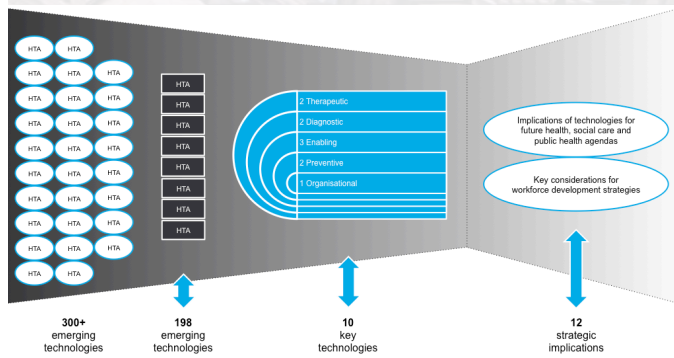 HTA HTA
HTA HTA HTA
HTA HTA HTA
HTA HTA HTA
HTA HTA HTA
HTA HTA HTA
HTA HTA HTA
HTA HTA HTA
HTA HTA HTA
HTA HTA
HTA
HTA
HTA
HTA
HTA
HTA
HTA
HTA
2 Therapeutic
2 Diagnostic
3 Enabling
2 Preventive
1 Organisational
Implications of technologies for
future health, social care and
public health agendas
Key considerations for
workforce development strategies
300+
emerging
technologies
198
emerging
technologies
10
key
technologies
12
strategic
implications